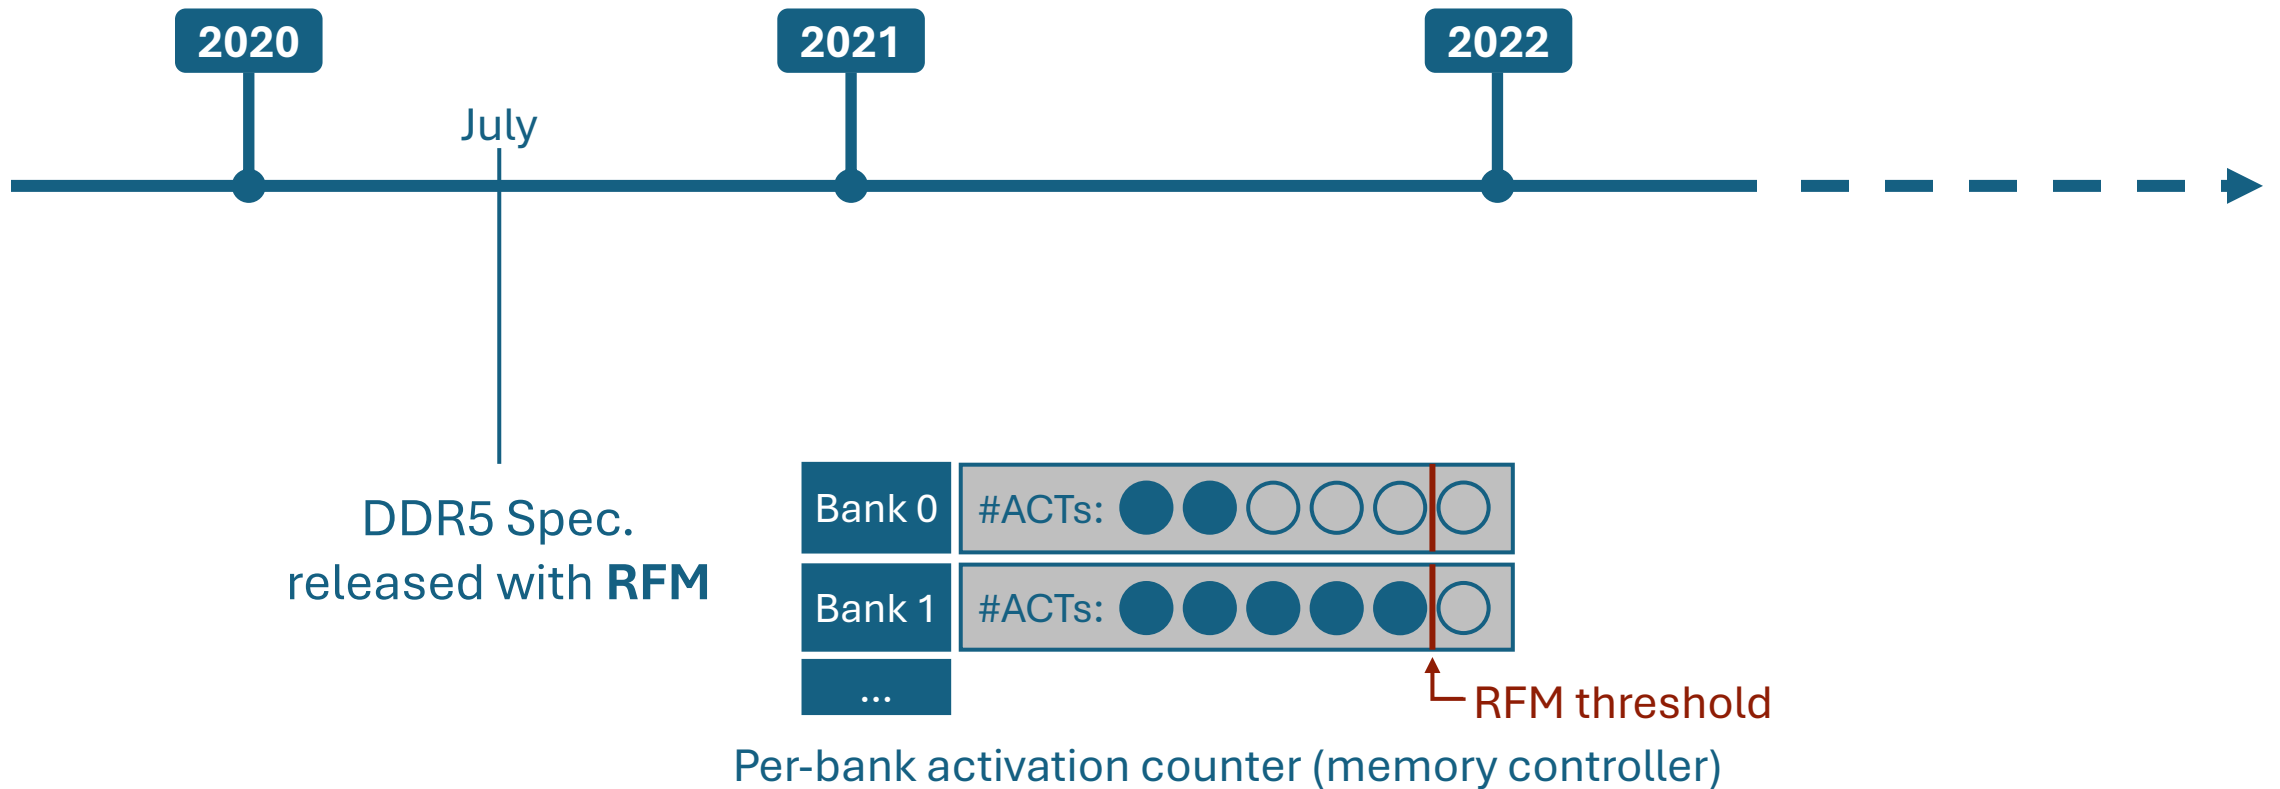 2020
2021
2022
July
DDR5 Spec.
released with RFM
Bank 0
#ACTs:
Bank 1
#ACTs:
...
RFM threshold
Per-bank activation counter (memory controller)